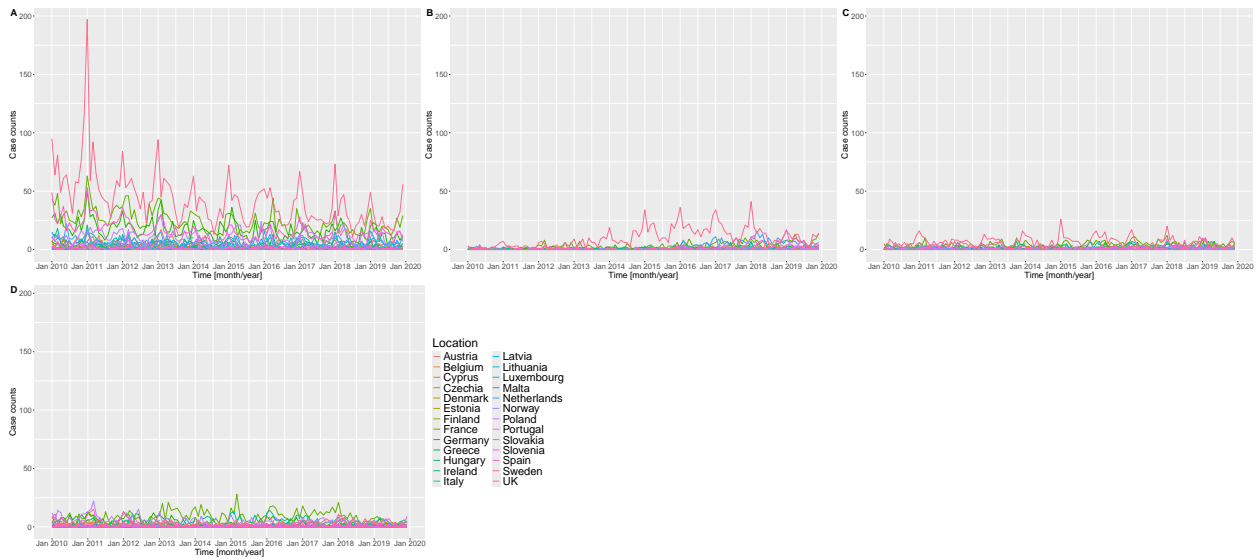 A
200
150
100
50
0
Case counts
Jan 2010 Jan 2011 Jan 2012 Jan 2013 Jan 2014 Jan 2015 Jan 2016 Jan 2017 Jan 2018 Jan 2019 Jan 2020
Time [month/year]
B
200
150
100
50
0
Case counts
Jan 2010 Jan 2011 Jan 2012 Jan 2013 Jan 2014 Jan 2015 Jan 2016 Jan 2017 Jan 2018 Jan 2019 Jan 2020
Time [month/year]
C
200
150
100
50
0
Case counts
Jan 2010 Jan 2011 Jan 2012 Jan 2013 Jan 2014 Jan 2015 Jan 2016 Jan 2017 Jan 2018 Jan 2019 Jan 2020
Time [month/year]
D
200
150
100
50
0
Case counts
Jan 2010 Jan 2011 Jan 2012 Jan 2013 Jan 2014 Jan 2015 Jan 2016 Jan 2017 Jan 2018 Jan 2019 Jan 2020
Time [month/year]
Location
Austria Latvia
Belgium Lithuania
Cyprus Luxembourg
Czechia Malta
Denmark Netherlands
Estonia Norway
Finland Poland
France Portugal
Germany Slovakia
Greece Slovenia
Hungary Spain
Ireland Sweden
Italy UK